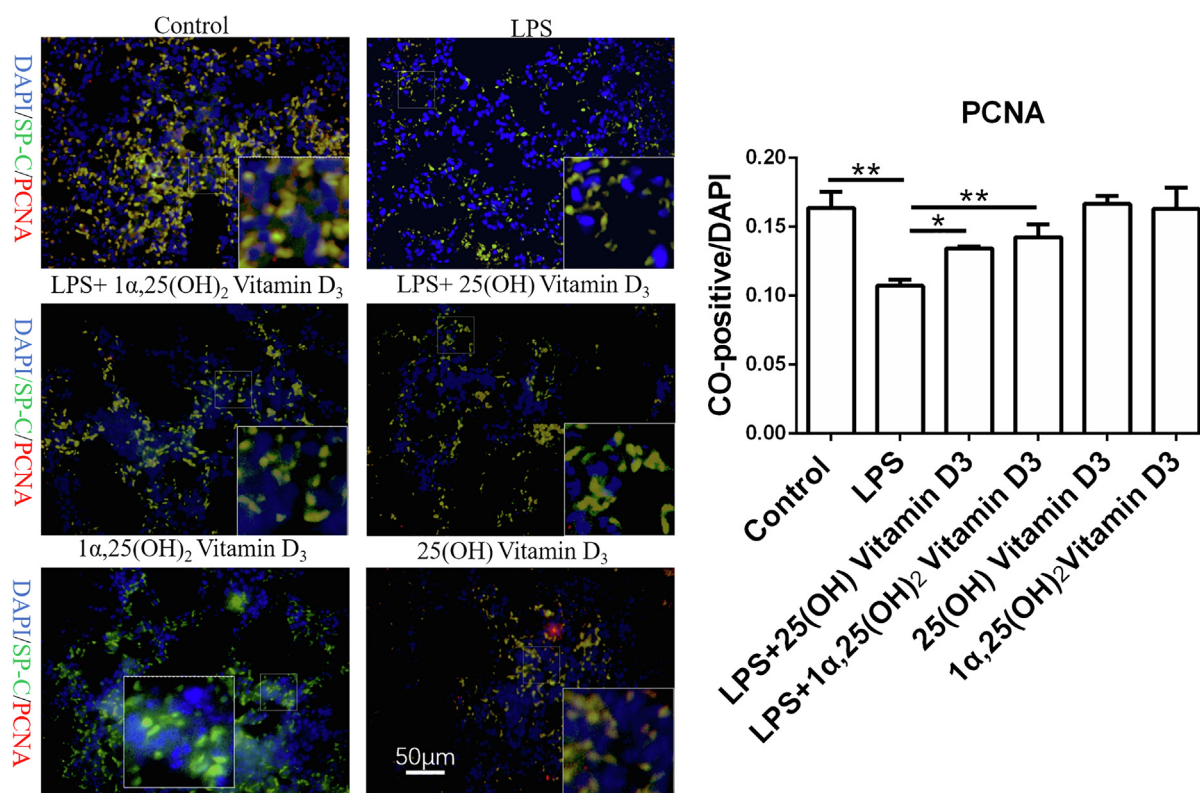 Control
LPS
DAPI/SP-C/PCNA
LPS+ 1α,25(OH)₂ Vitamin D₃
LPS+ 25(OH) Vitamin D₃
DAPI/SP-C/PCNA
1α,25(OH)₂ Vitamin D₃
25(OH) Vitamin D₃
DAPI/SP-C/PCNA
50μm
PCNA
CO-positive/DAPI
0.20
0.15
0.10
0.05
0.00
**
**
*
Control
LPS
LPS+25(OH) Vitamin D3
LPS+1α,25(OH)₂ Vitamin D3
25(OH) Vitamin D3
1α,25(OH)₂Vitamin D3